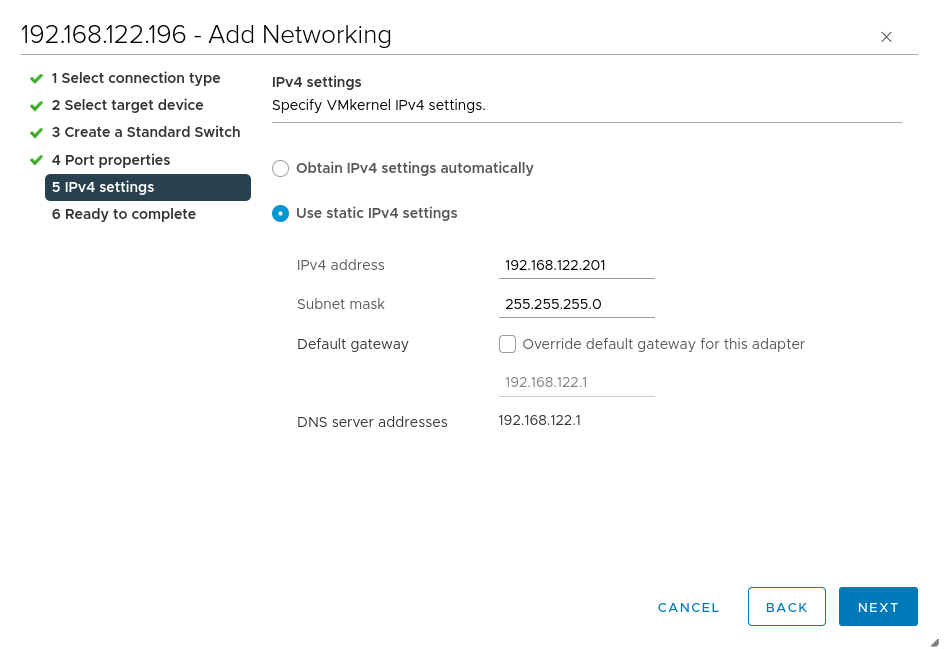 192.168.122.196 - Add Networking
1 Select connection type
2 Select target device
3 Create a Standard Switch
4 Port properties
5 IPv4 settings
6 Ready to complete
IPv4 settings
Specify VMkernel IPv4 settings.
Obtain IPv4 settings automatically
Use static IPv4 settings
IPv4 address 192.168.122.201
Subnet mask 255.255.255.0
Default gateway Override default gateway for this adapter
192.168.122.1
DNS server addresses 192.168.122.1
CANCEL BACK NEXT